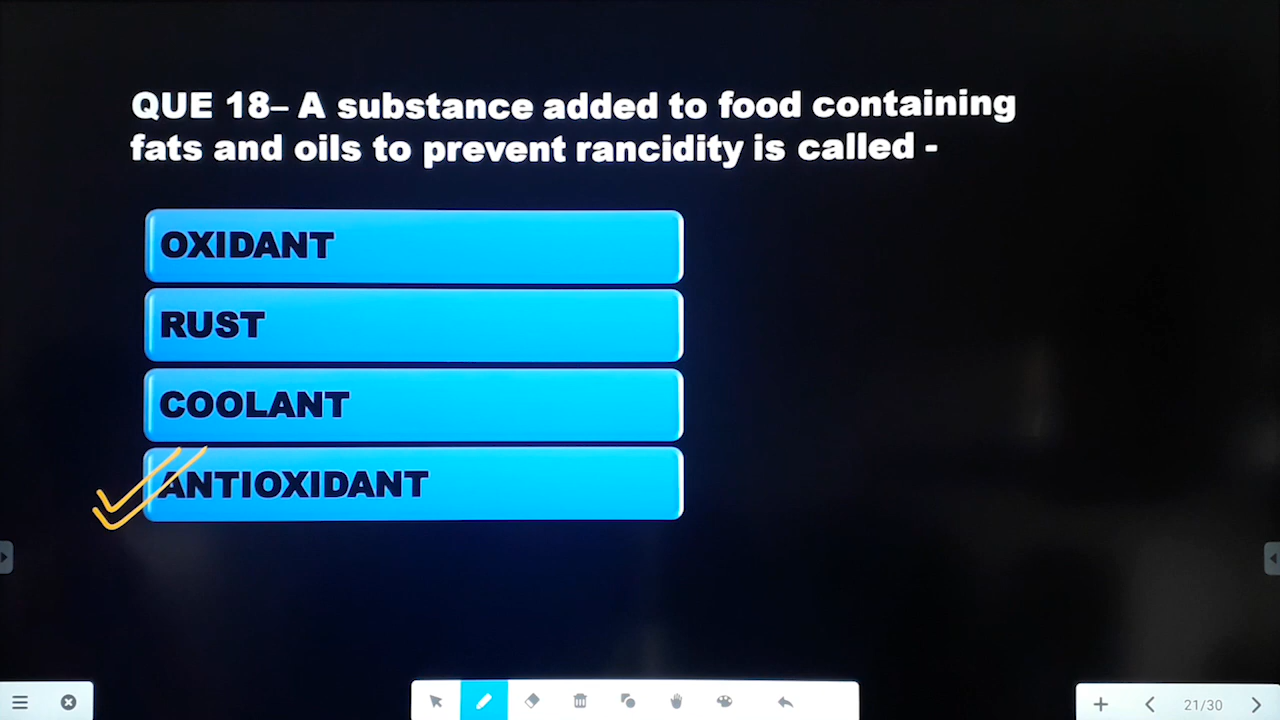 QUE 18– A substance added to food containing
fats and oils to prevent rancidity is called -
OXIDANT
RUST
COOLANT
ANTIOXIDANT
21/30